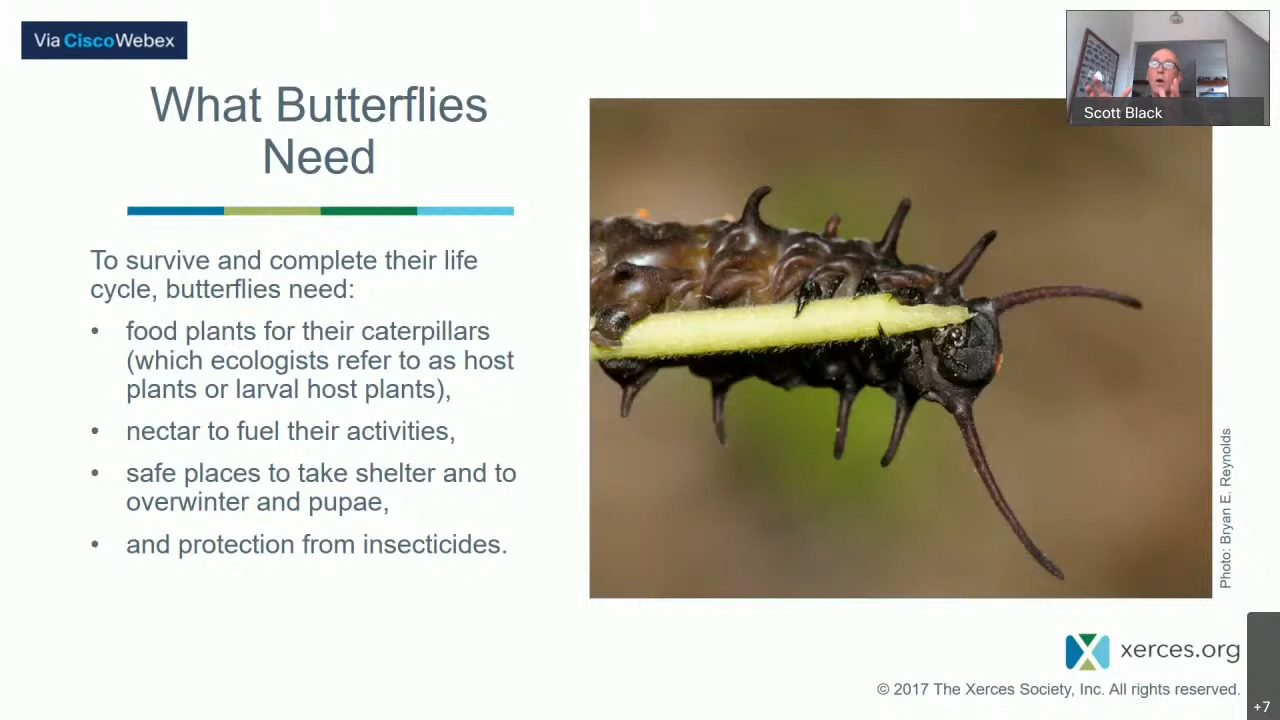 Via CiscoWebex
What Butterflies
Need
To survive and complete their life
cycle, butterflies need:
• food plants for their caterpillars
(which ecologists refer to as host
plants or larval host plants),
• nectar to fuel their activities,
• safe places to take shelter and to
overwinter and pupae,
• and protection from insecticides.
Scott Black
Photo: Bryan E. Reynolds
xerces.org
© 2017 The Xerces Society, Inc. All rights reserved.
+7